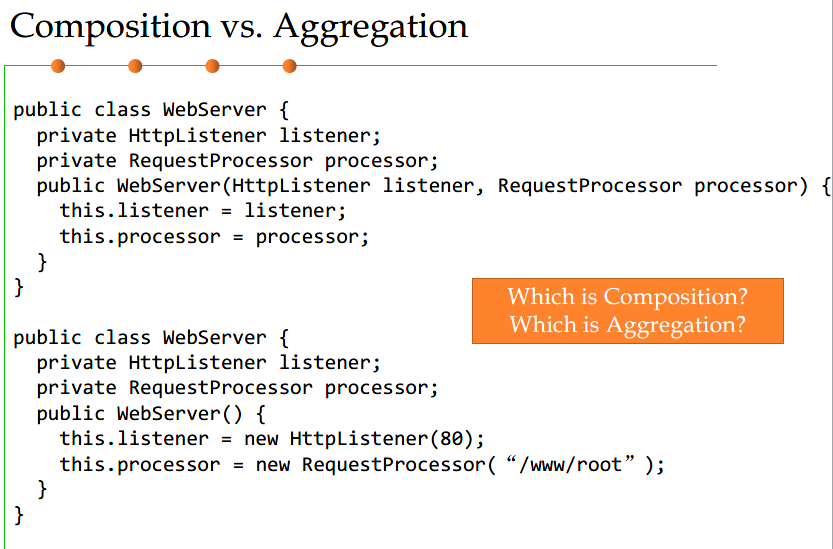 Composition vs. Aggregation
public class WebServer {
private HttpListener listener;
private RequestProcessor processor;
public WebServer(HttpListener listener, RequestProcessor processor) {
this.listener = listener;
this.processor = processor;
}
}
Which is Composition?
Which is Aggregation?
public class WebServer {
private HttpListener listener;
private RequestProcessor processor;
public WebServer() {
this.listener = new HttpListener(80);
this.processor = new RequestProcessor(“/www/root”);
}
}